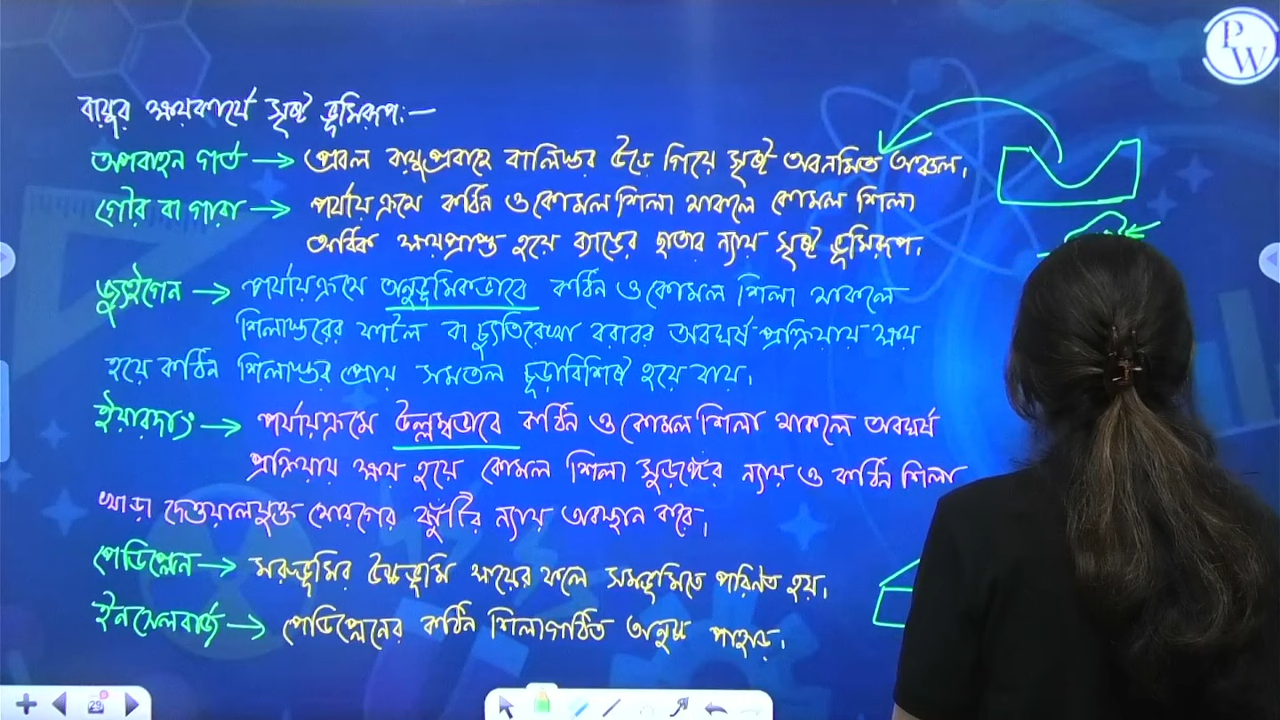 PW
বায়ুর ক্ষয়কার্যে সৃষ্ট ভূমিরূপ:-
অপবাহন গর্ত → প্রবল বায়ুপ্রবাহে বালিস্তর উড়ে গিয়ে সৃষ্ট অবনমিত অঞ্চল।
গৌর বা গারা → পর্যায়ক্রমে কঠিন ও কোমল শিলা থাকলে কোমল শিলা
অধিক ক্ষয়প্রাপ্ত হয়ে ব্যাঙের ছাতার ন্যায় সৃষ্ট ভূমিরূপ।
জুইগেন → পর্যায়ক্রমে অনুভূমিকভাবে কঠিন ও কোমল শিলা থাকলে
শিলাস্তরের ফাটল বা চ্যুতিরেখা বরাবর অবঘর্ষ প্রক্রিয়ায় ক্ষয়
হয়ে কঠিন শিলাস্তর প্রায় সমতল চূড়াবিশিষ্ট হয়ে যায়।
ইয়ারদাং → পর্যায়ক্রমে উল্লম্বভাবে কঠিন ও কোমল শিলা থাকলে অবঘর্ষ
প্রক্রিয়ায় ক্ষয় হয়ে কোমল শিলা সুড়ঙ্গের ন্যায় ও কঠিন শিলা
খাড়া দেওয়ালযুক্ত মোরগের ঝুঁটির ন্যায় অবস্থান করে।
পেডিপ্লেন → মরুভূমির উচ্চভূমি ক্ষয়ের ফলে সমভূমিতে পরিণত হয়।
ইনসেলবার্জ → পেডিপ্লেনের কঠিন শিলাগঠিত অনুচ্চ পাহাড়।
29